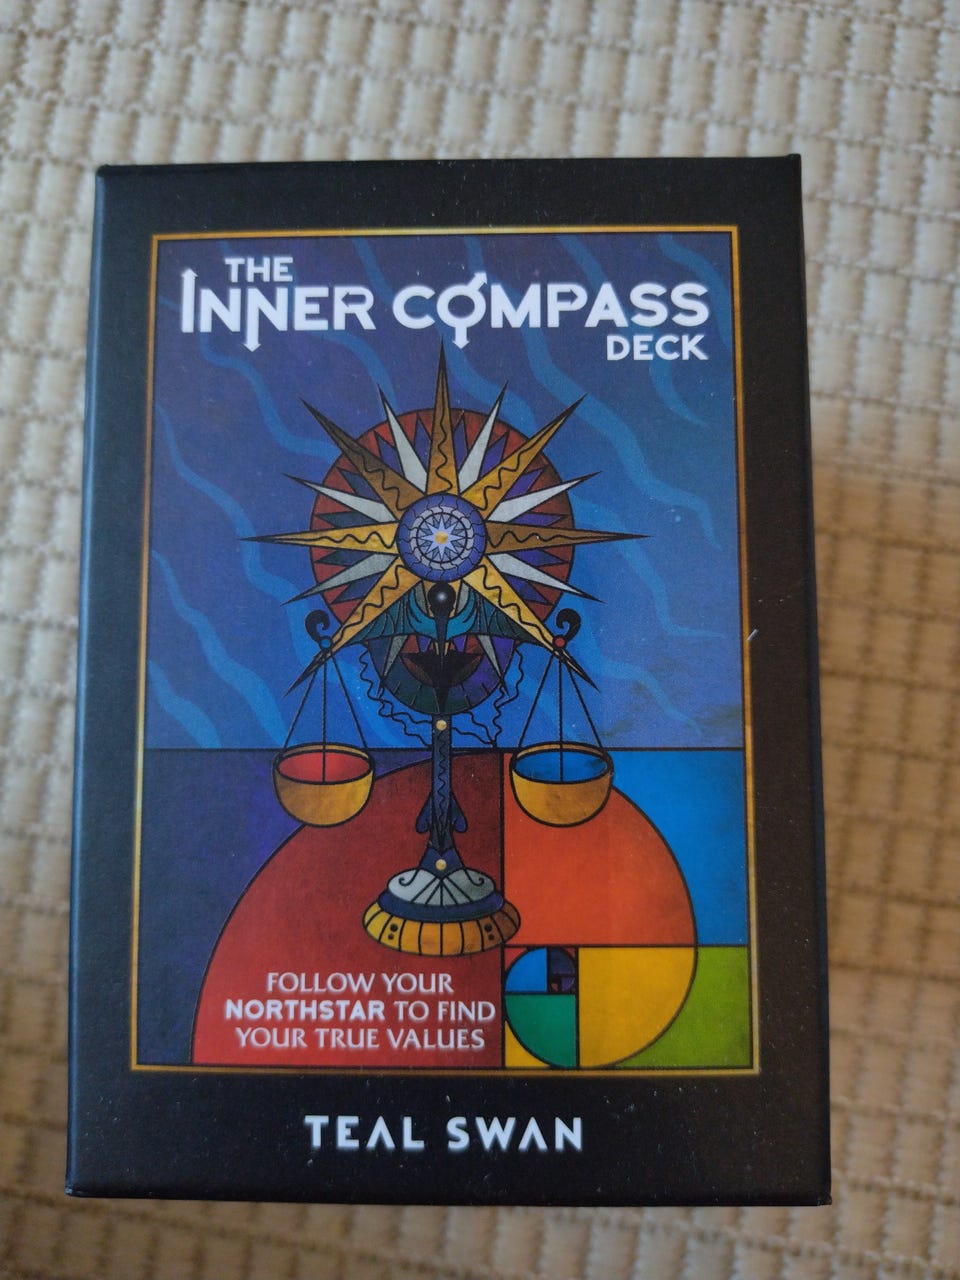 THE
INNER COMPASS
DECK
FOLLOW YOUR
NORTHSTAR TO FIND
YOUR TRUE VALUES
TEAL SWAN